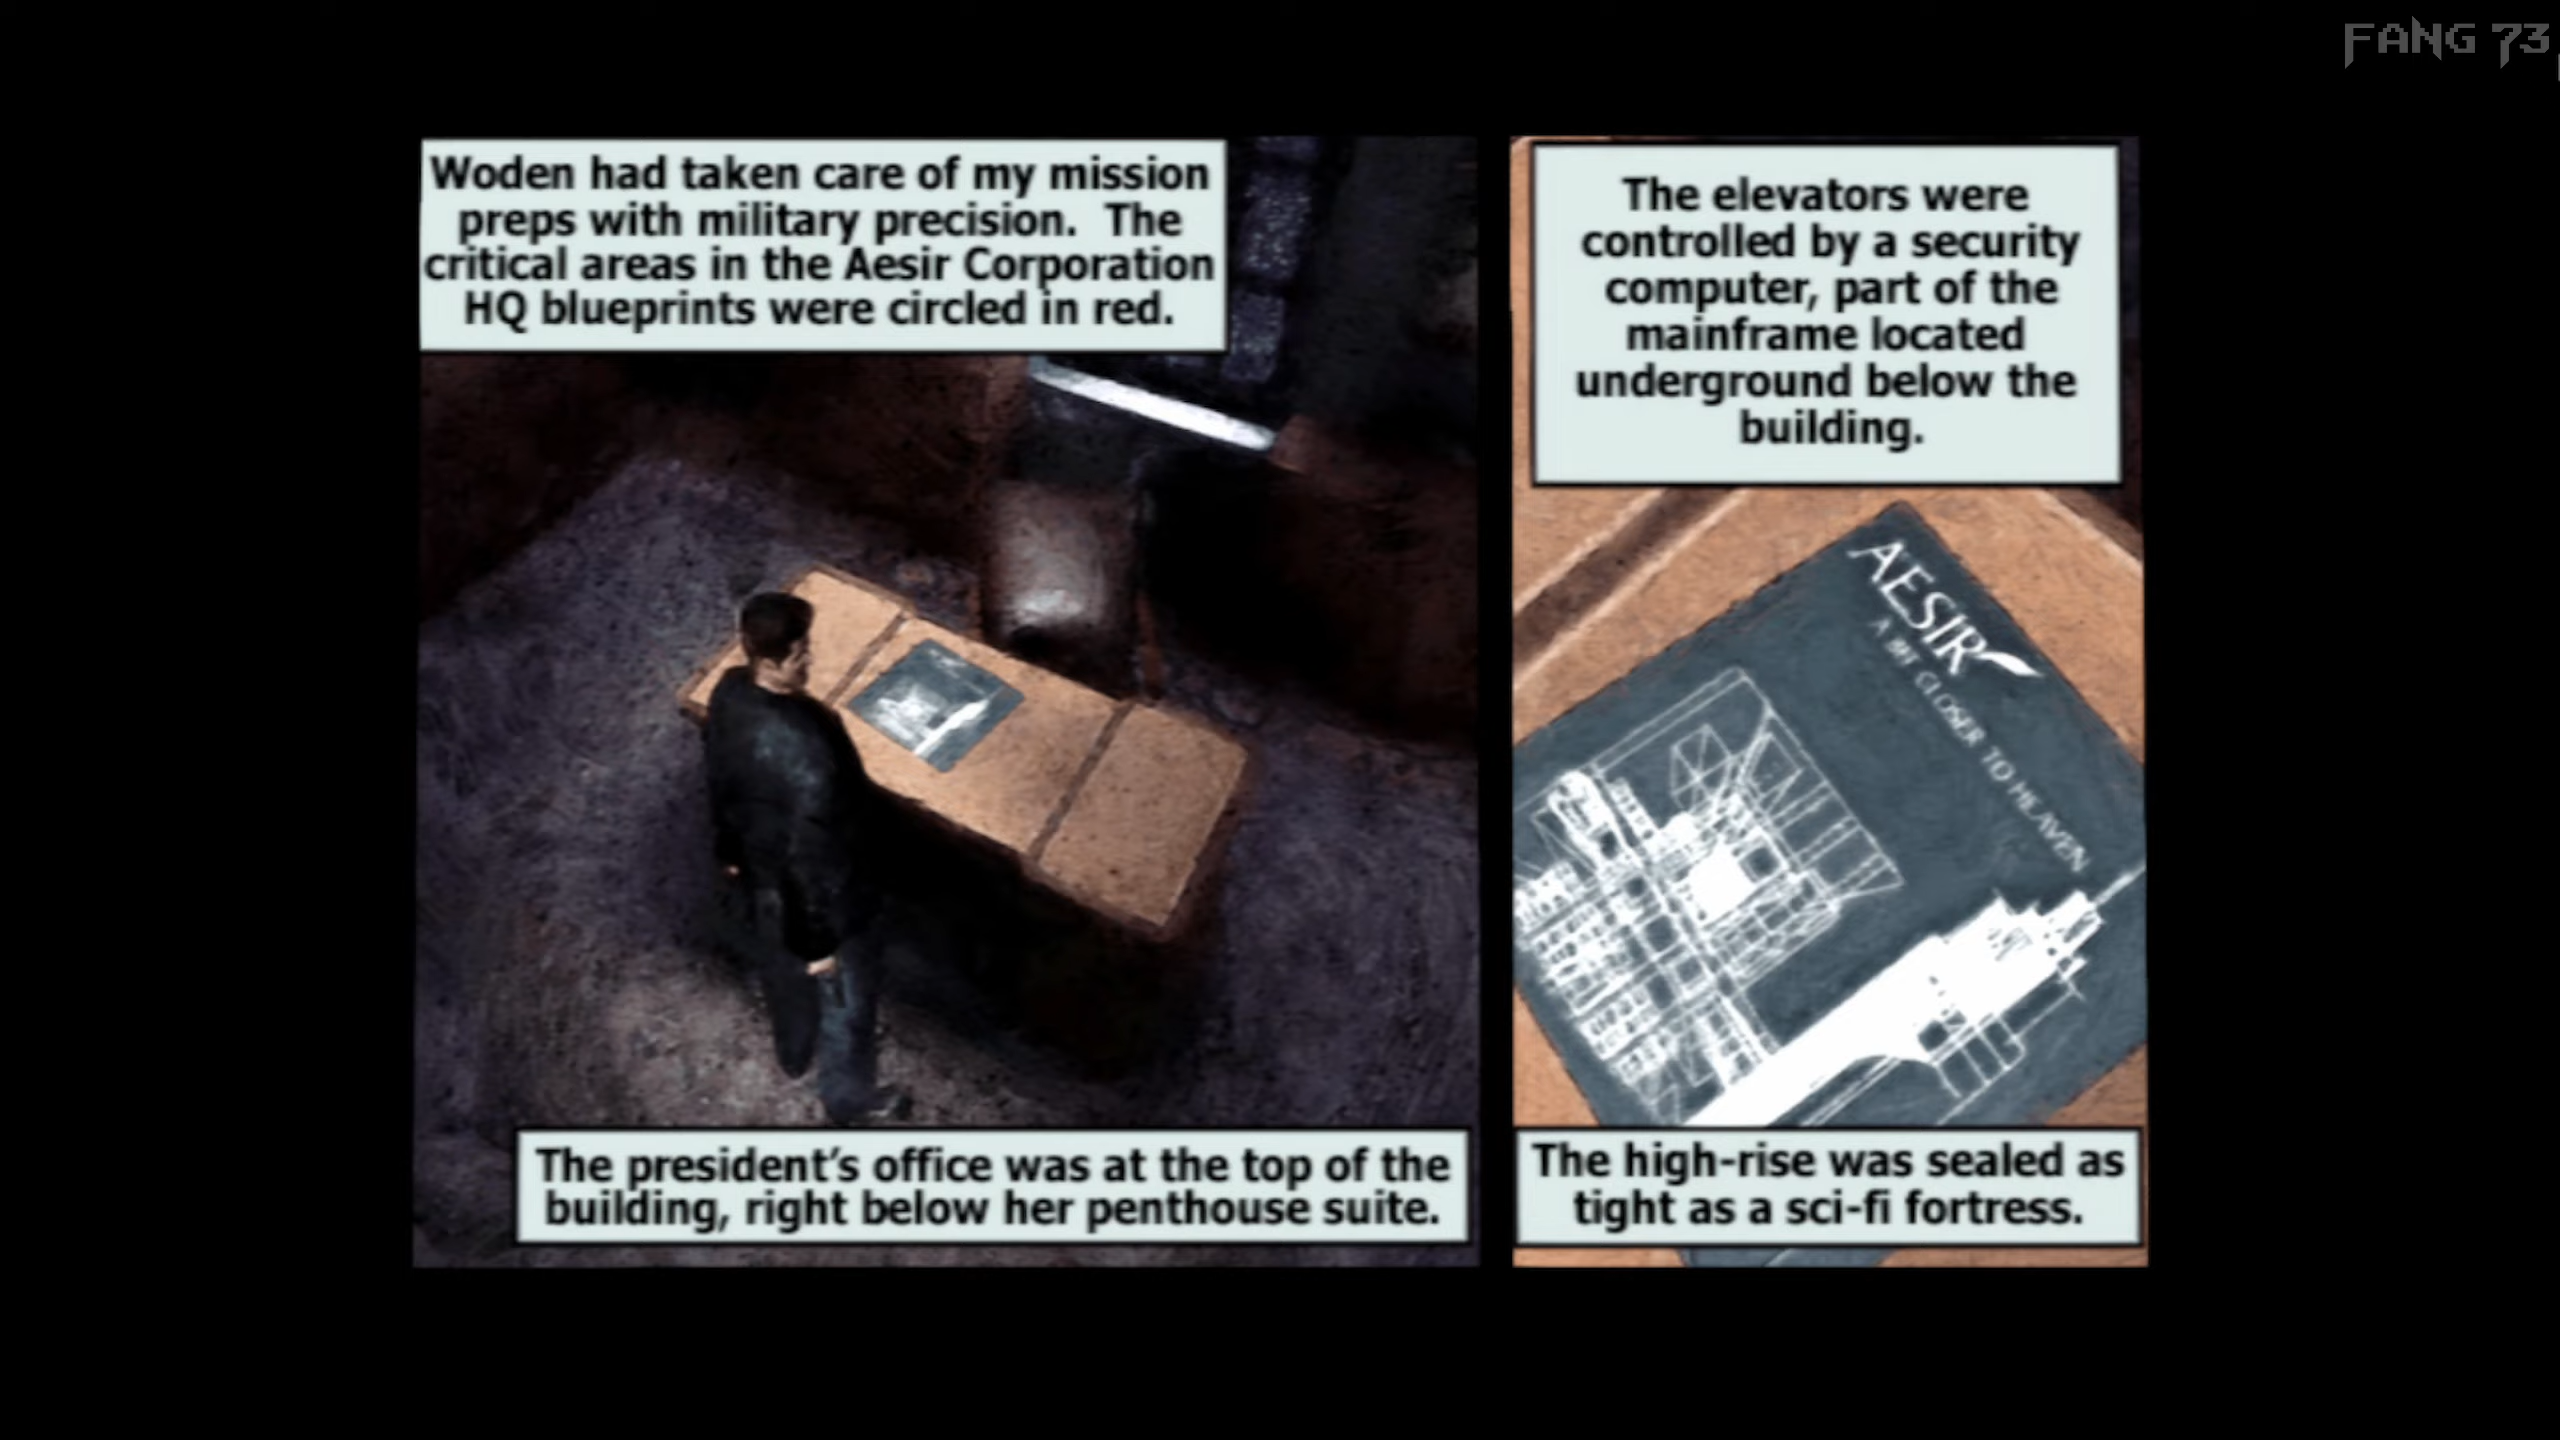 FANG 73
Woden had taken care of my mission
preps with military precision. The
critical areas in the Aesir Corporation
HQ blueprints were circled in red.
The president's office was at the top of the
building, right below her penthouse suite.
The elevators were
controlled by a security
computer, part of the
mainframe located
underground below the
building.
AESIR
A BIT CLOSER TO HEAVEN
The high-rise was sealed as
tight as a sci-fi fortress.